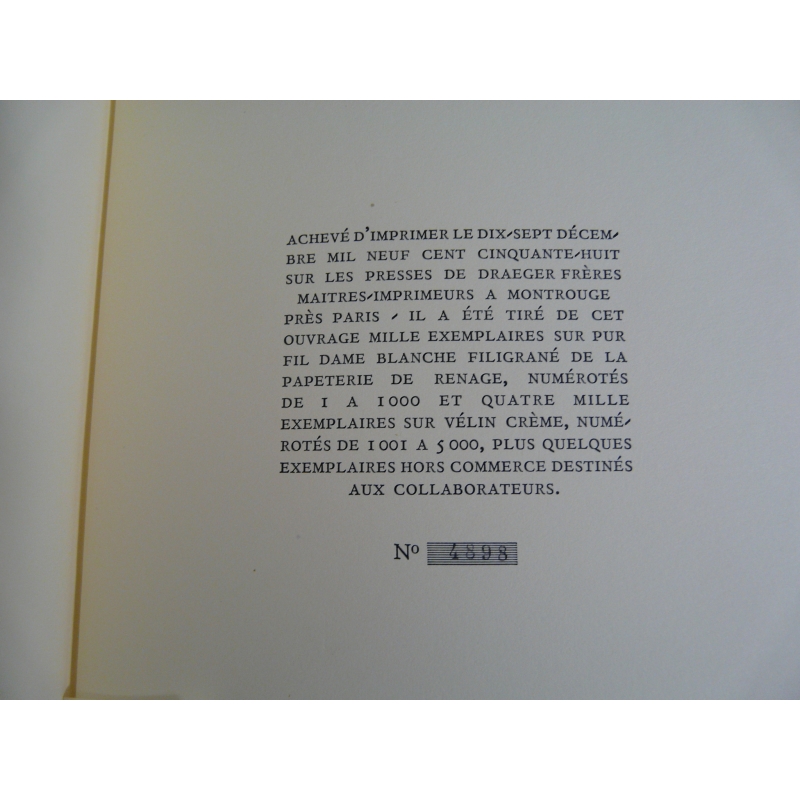 ACHEVÉ D'IMPRIMER LE DIX-SEPT DÉCEM-
BRE MIL NEUF CENT CINQUANTE-HUIT
SUR LES PRESSES DE DRAEGER FRÈRES
MAITRES-IMPRIMEURS A MONTROUGE
PRÈS PARIS - IL A ÉTÉ TIRÉ DE CET
OUVRAGE MILLE EXEMPLAIRES SUR PUR
FIL DAME BLANCHE FILIGRANÉ DE LA
PAPETERIE DE RENAGE, NUMÉROTÉS
DE 1 A 1000 ET QUATRE MILLE
EXEMPLAIRES SUR VÉLIN CRÈME, NUMÉ-
ROTÉS DE 1001 A 5000, PLUS QUELQUES
EXEMPLAIRES HORS COMMERCE DESTINÉS
AUX COLLABORATEURS.
Nº 4898